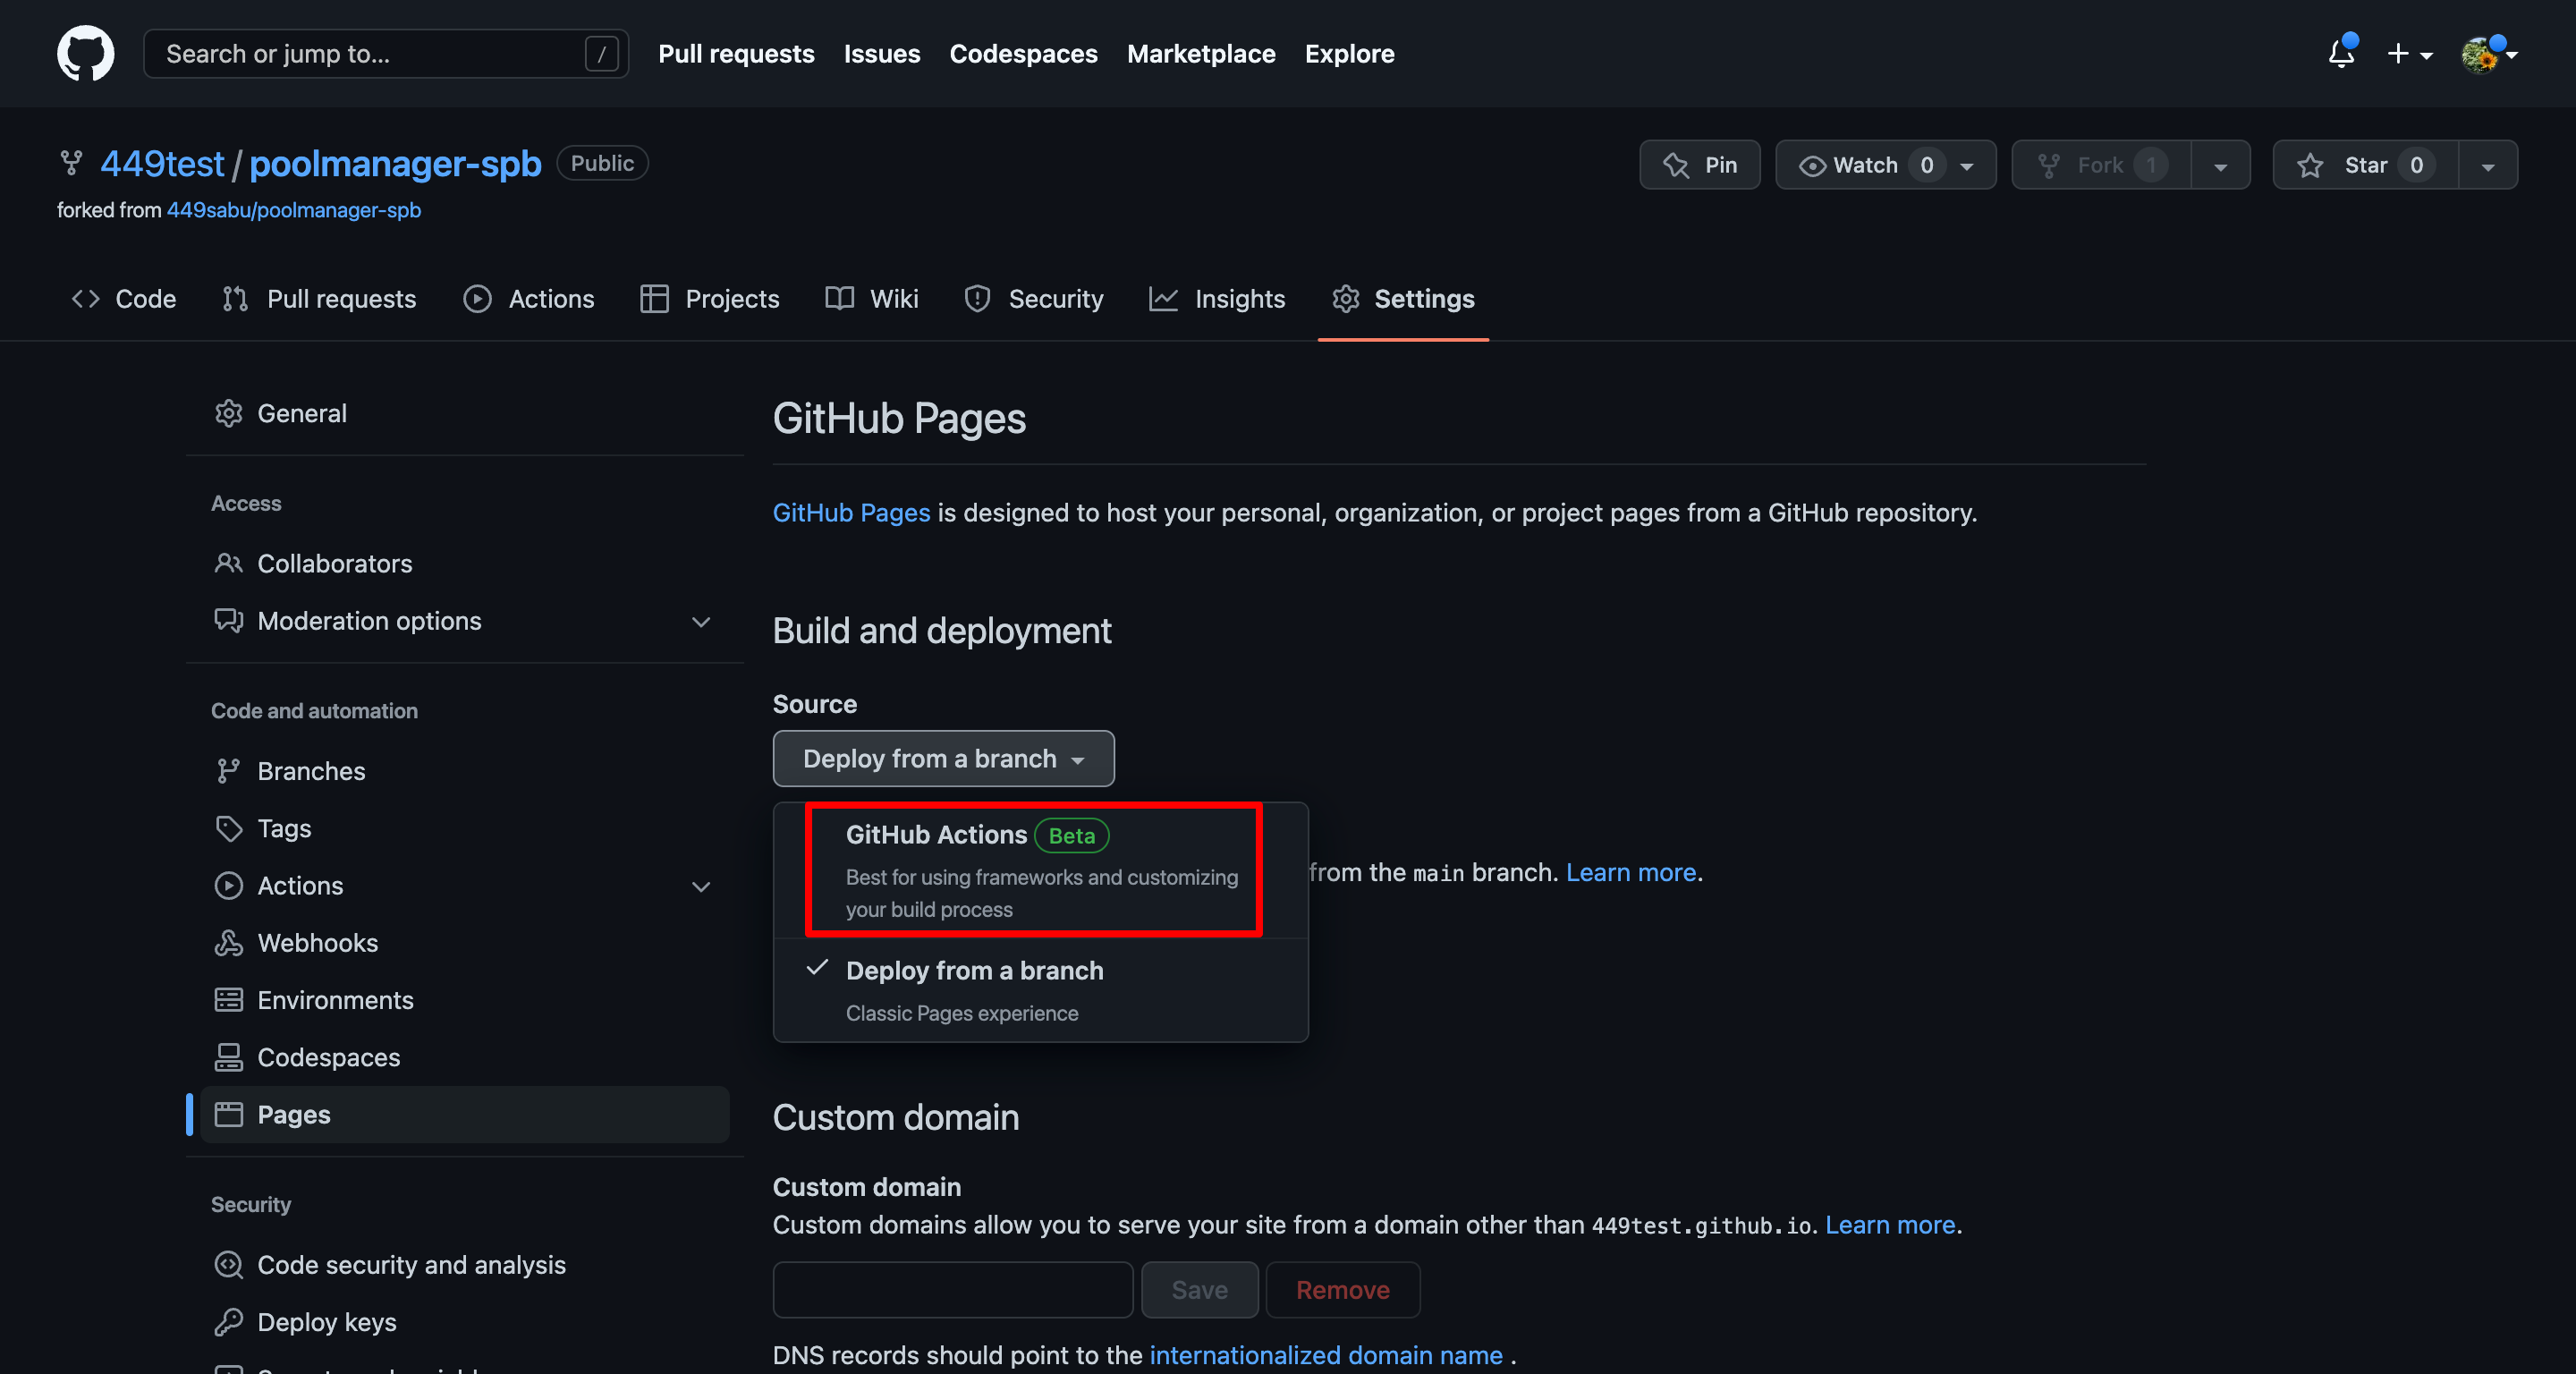 Search or jump to... /
Pull requests
Issues
Codespaces
Marketplace
Explore
449test / poolmanager-spb Public
forked from 449sabu/poolmanager-spb
Pin
Watch 0
Fork 1
Star 0
Code
Pull requests
Actions
Projects
Wiki
Security
Insights
Settings
General
Access
Collaborators
Moderation options
Code and automation
Branches
Tags
Actions
Webhooks
Environments
Codespaces
Pages
Security
Code security and analysis
Deploy keys
GitHub Pages
GitHub Pages is designed to host your personal, organization, or project pages from a GitHub repository.
Build and deployment
Source
Deploy from a branch
GitHub Actions Beta
Best for using frameworks and customizing
your build process
from the main branch. Learn more.
Deploy from a branch
Classic Pages experience
Custom domain
Custom domain
Custom domains allow you to serve your site from a domain other than 449test.github.io. Learn more.
Save
Remove
DNS records should point to the internationalized domain name .